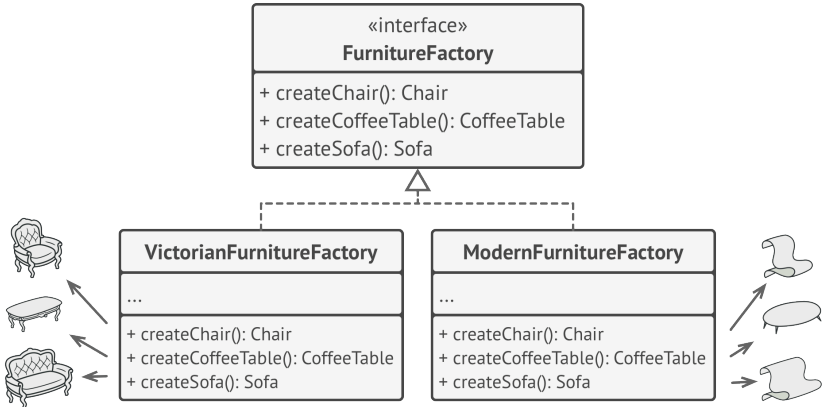 «interface»
FurnitureFactory
+ createChair(): Chair
+ createCoffeeTable(): CoffeeTable
+ createSofa(): Sofa
VictorianFurnitureFactory
...
+ createChair(): Chair
+ createCoffeeTable(): CoffeeTable
+ createSofa(): Sofa
ModernFurnitureFactory
...
+ createChair(): Chair
+ createCoffeeTable(): CoffeeTable
+ createSofa(): Sofa